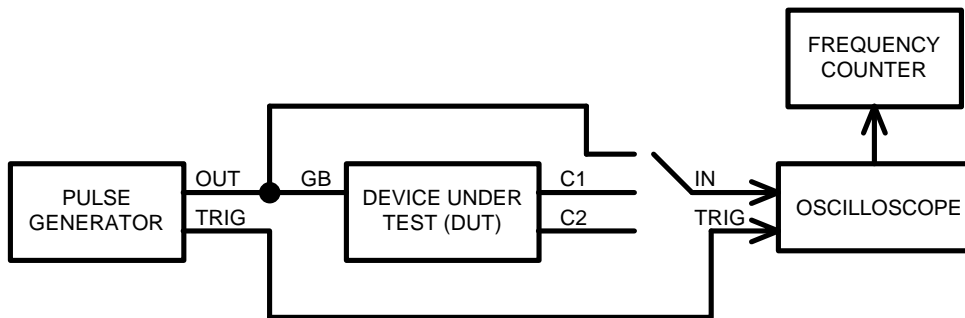 FREQUENCY
COUNTER
PULSE
GENERATOR
OUT
TRIG
GB
DEVICE UNDER
TEST (DUT)
C1
C2
IN
TRIG
OSCILLOSCOPE